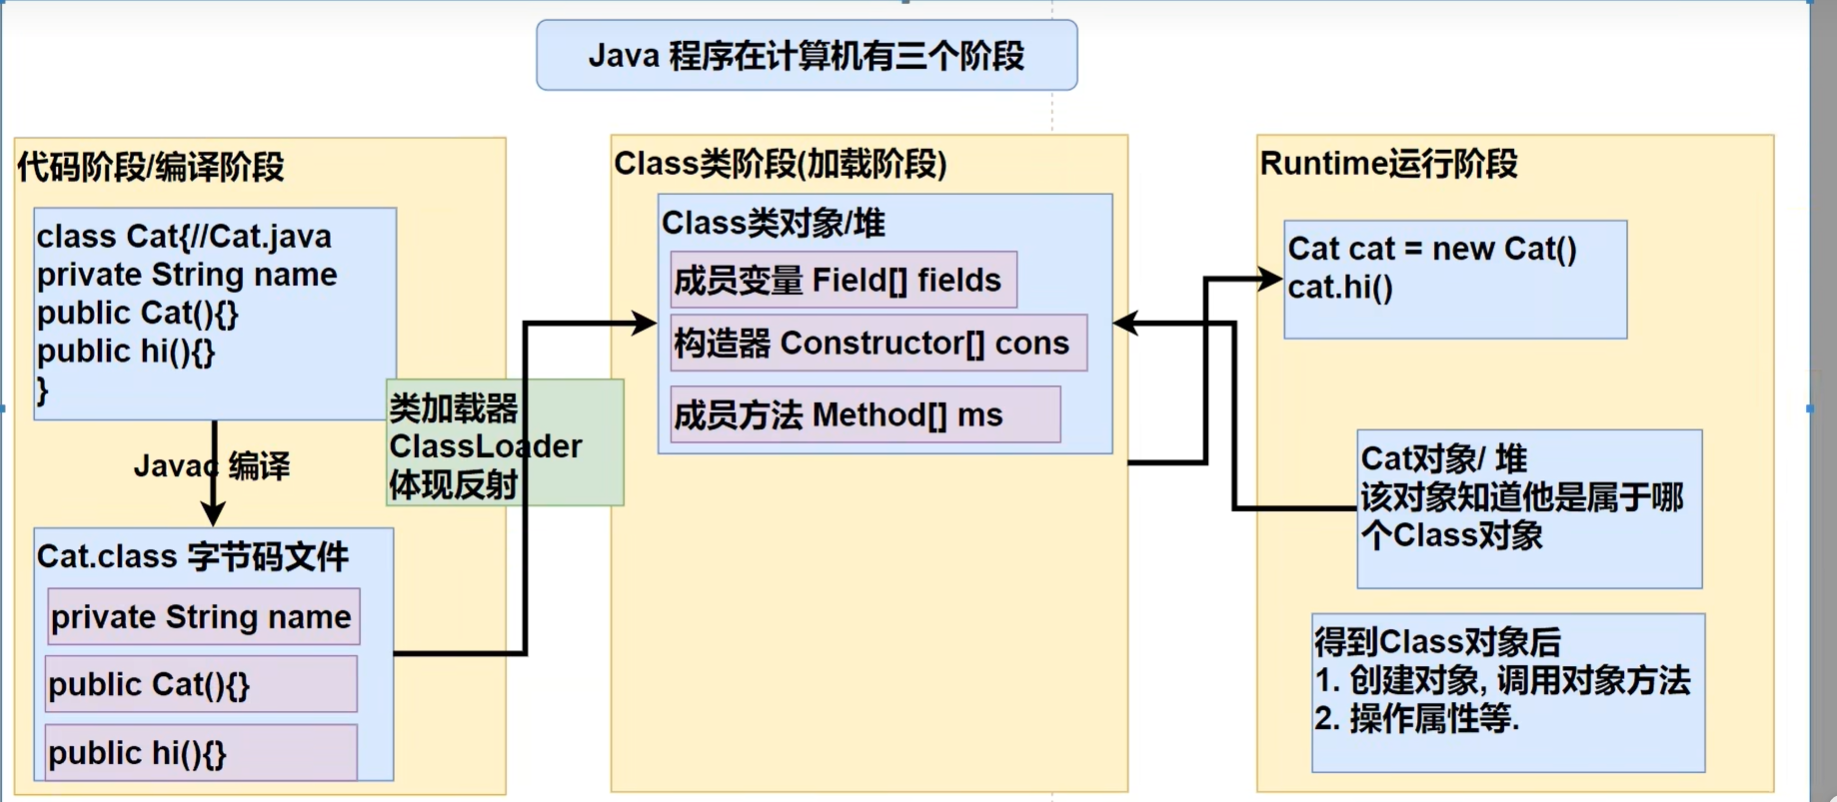 Java 程序在计算机有三个阶段
代码阶段/编译阶段
class Cat{//Cat.java
private String name
public Cat(){}
public hi(){}
}
Javac 编译
Cat.class 字节码文件
private String name
public Cat(){}
public hi(){}
类加载器
ClassLoader
体现反射
Class类阶段(加载阶段)
Class类对象/堆
成员变量 Field[] fields
构造器 Constructor[] cons
成员方法 Method[] ms
Runtime运行阶段
Cat cat = new Cat()
cat.hi()
Cat对象/ 堆
该对象知道他是属于哪
个Class对象
得到Class对象后
1. 创建对象, 调用对象方法
2. 操作属性等.